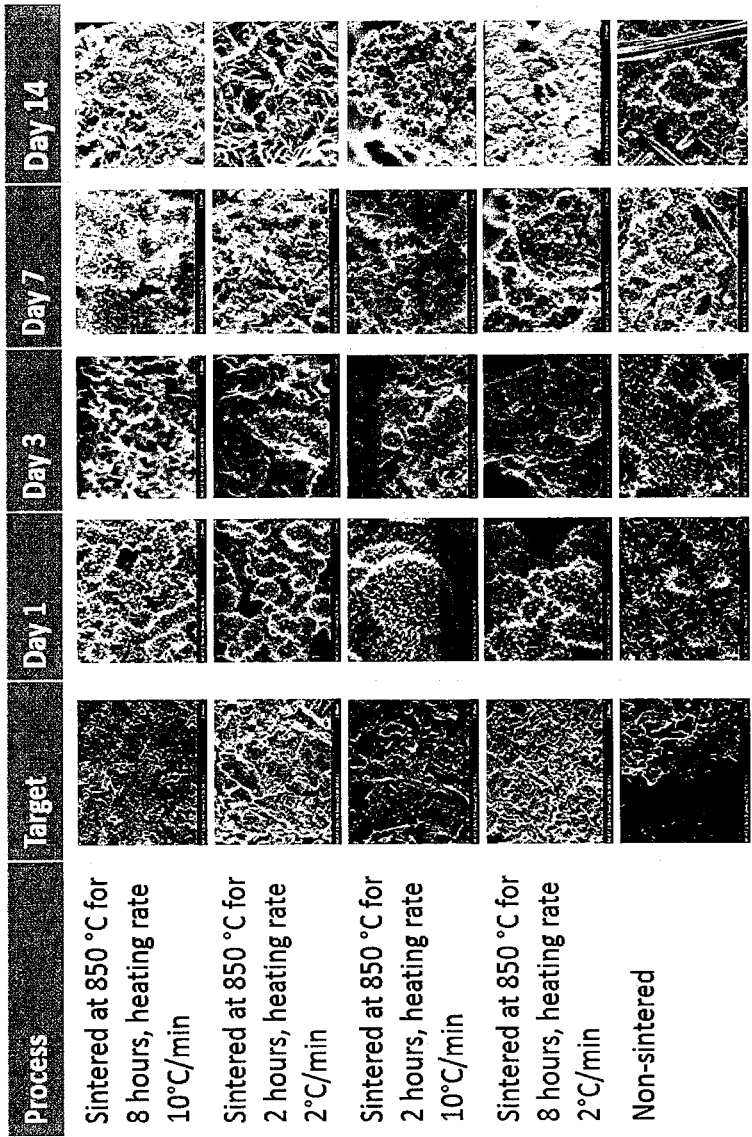 Process
Target
Day 1
Day 3
Day 7
Day 14
Sintered at 850 °C for
8 hours, heating rate
10°C/min
Sintered at 850 °C for
2 hours, heating rate
2°C/min
Sintered at 850 °C for
2 hours, heating rate
10°C/min
Sintered at 850 °C for
8 hours, heating rate
2°C/min
Non-sintered